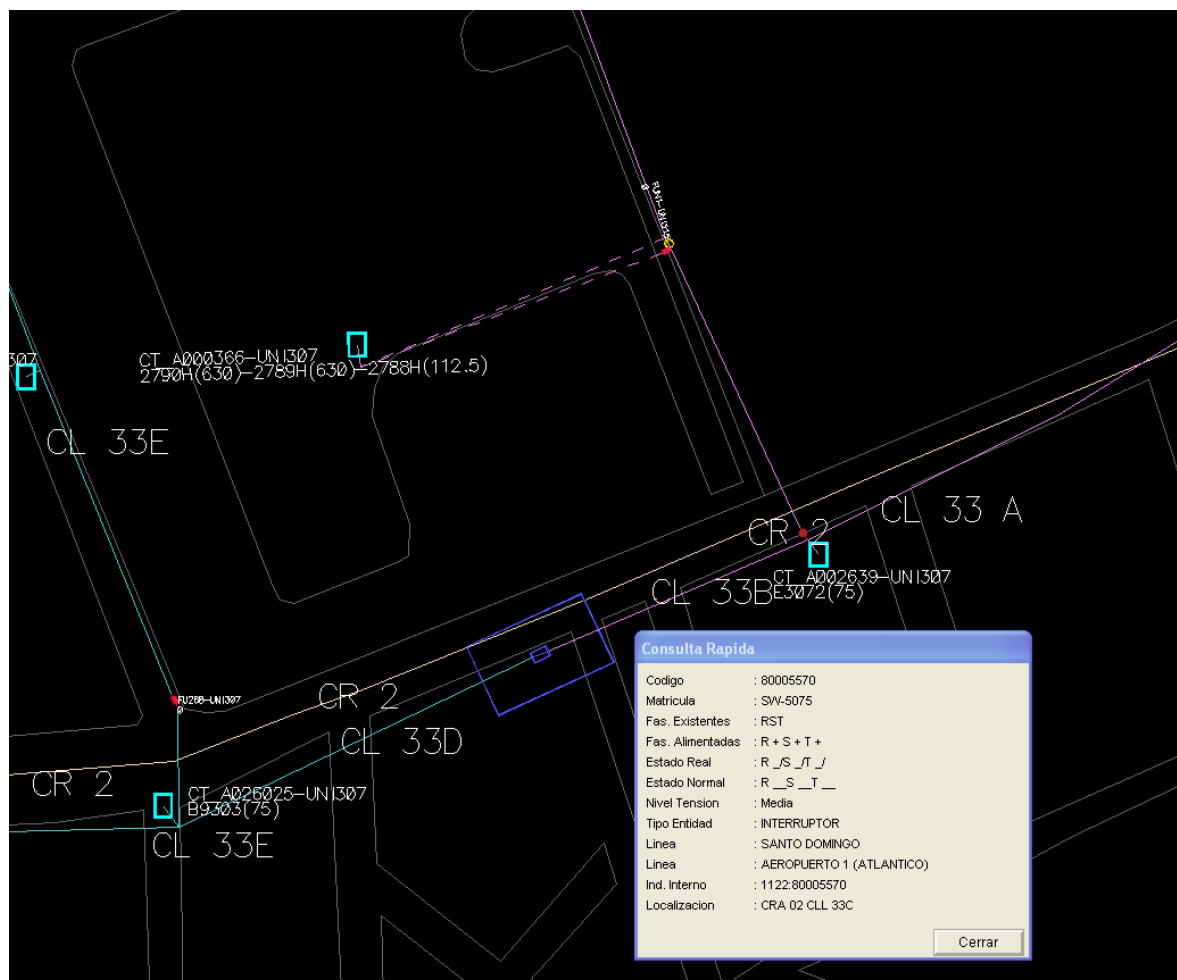 FUV1-UNI315
307
CT_A000366-UNI307
2790H(630)-2789H(630)-2788H(112.5)
CL 33E
CL 33 A
CR 2
CT_A002639-UNI307
E3072(75)
CL 33B
FU288-UNI307
CR 2
CL 33D
CR 2
CT_A026025-UNI307
B9303(75)
CL 33E
Consulta Rapida
Codigo : 80005570
Matricula : SW-5075
Fas. Existentes : RST
Fas. Alimentadas : R + S + T +
Estado Real : R _/S _/T _/
Estado Normal : R __S __T __
Nivel Tension : Media
Tipo Entidad : INTERRUPTOR
Linea : SANTO DOMINGO
Linea : AEROPUERTO 1 (ATLANTICO)
Ind. Interno : 1122:80005570
Localizacion : CRA 02 CLL 33C
Cerrar